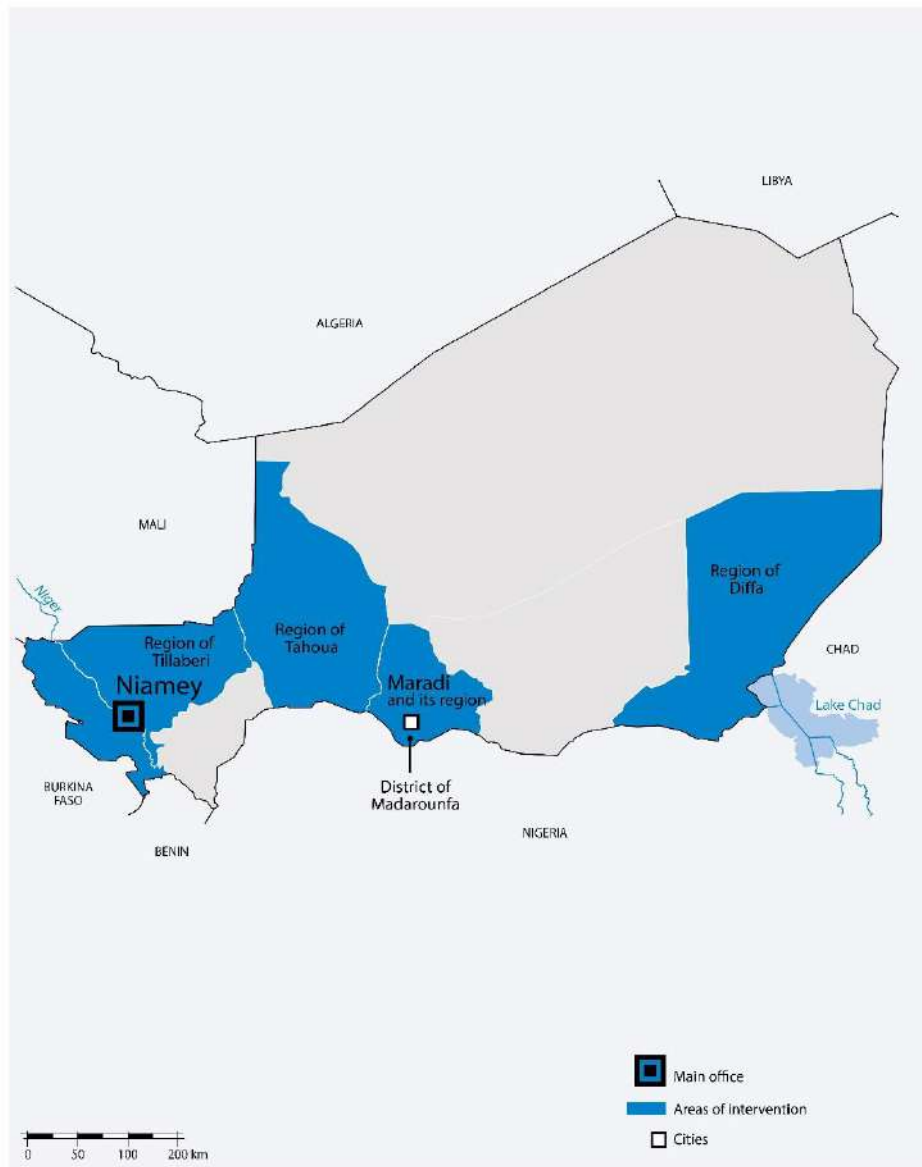 LIBYA
ALGERIA
MALI
Niger
Region of
Diffa
Region of
Tillaberi
Region of
Tahoua
CHAD
Niamey
Maradi
and its region
Lake Chad
District of
Madarounfa
BURKINA
FASO
NIGERIA
BENIN
Main office
Areas of intervention
Cities
0 50 100 200 km